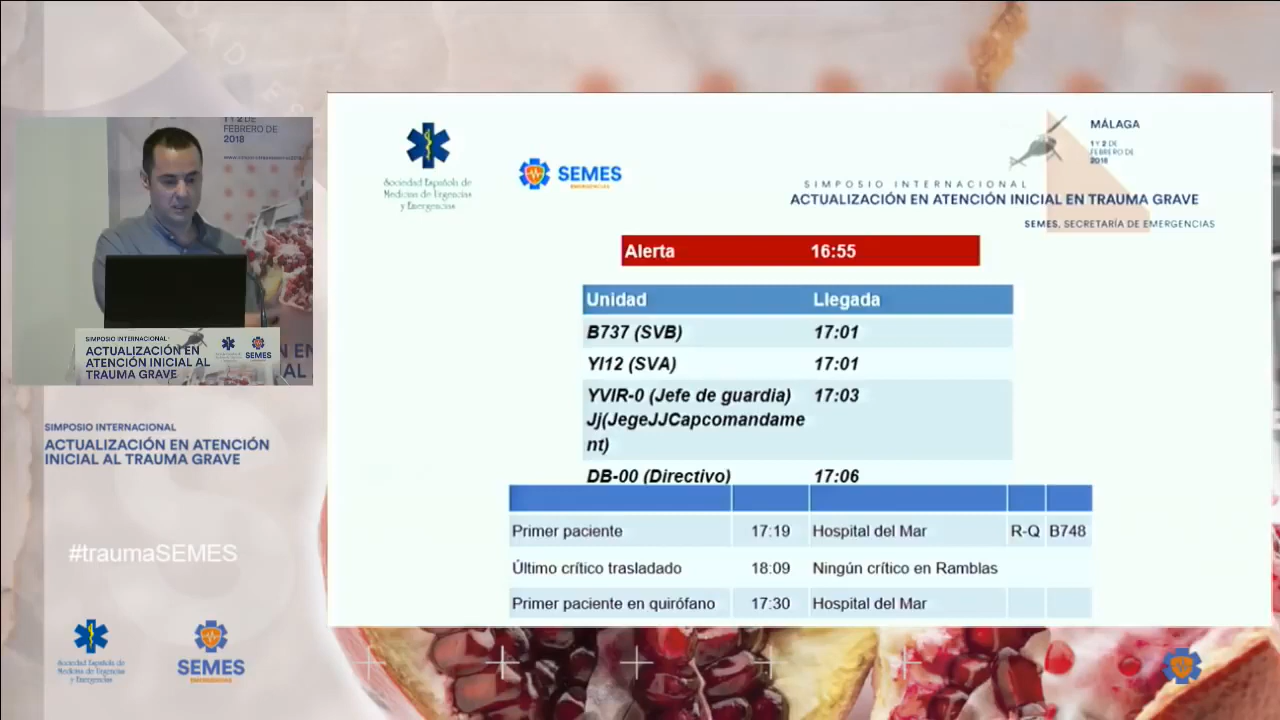 1 Y 2 DE
FEBRERO DE
2018
SIMPOSIO INTERNACIONAL
ACTUALIZACIÓN EN
ATENCIÓN INICIAL AL
TRAUMA GRAVE
SEMES
SIMPOSIO INTERNACIONAL
ACTUALIZACIÓN EN ATENCIÓN
INICIAL AL TRAUMA GRAVE
#traumaSEMES
Sociedad Española de
Medicina de Urgencias
y Emergencias
SEMES
EMERGENCIAS
Sociedad Española de
Medicina de Urgencias
y Emergencias
SEMES
EMERGENCIAS
MÁLAGA
1 Y 2 DE
FEBRERO DE
2018
SIMPOSIO INTERNACIONAL
ACTUALIZACIÓN EN ATENCIÓN INICIAL EN TRAUMA GRAVE
SEMES, SECRETARÍA DE EMERGENCIAS
Alerta 16:55
Unidad Llegada
B737 (SVB) 17:01
YI12 (SVA) 17:01
YVIR-0 (Jefe de guardia) 17:03
Jj(JegeJJCapcomandame
nt)
DB-00 (Directivo) 17:06
Primer paciente 17:19 Hospital del Mar R-Q B748
Último crítico trasladado 18:09 Ningún crítico en Ramblas
Primer paciente en quirófano 17:30 Hospital del Mar